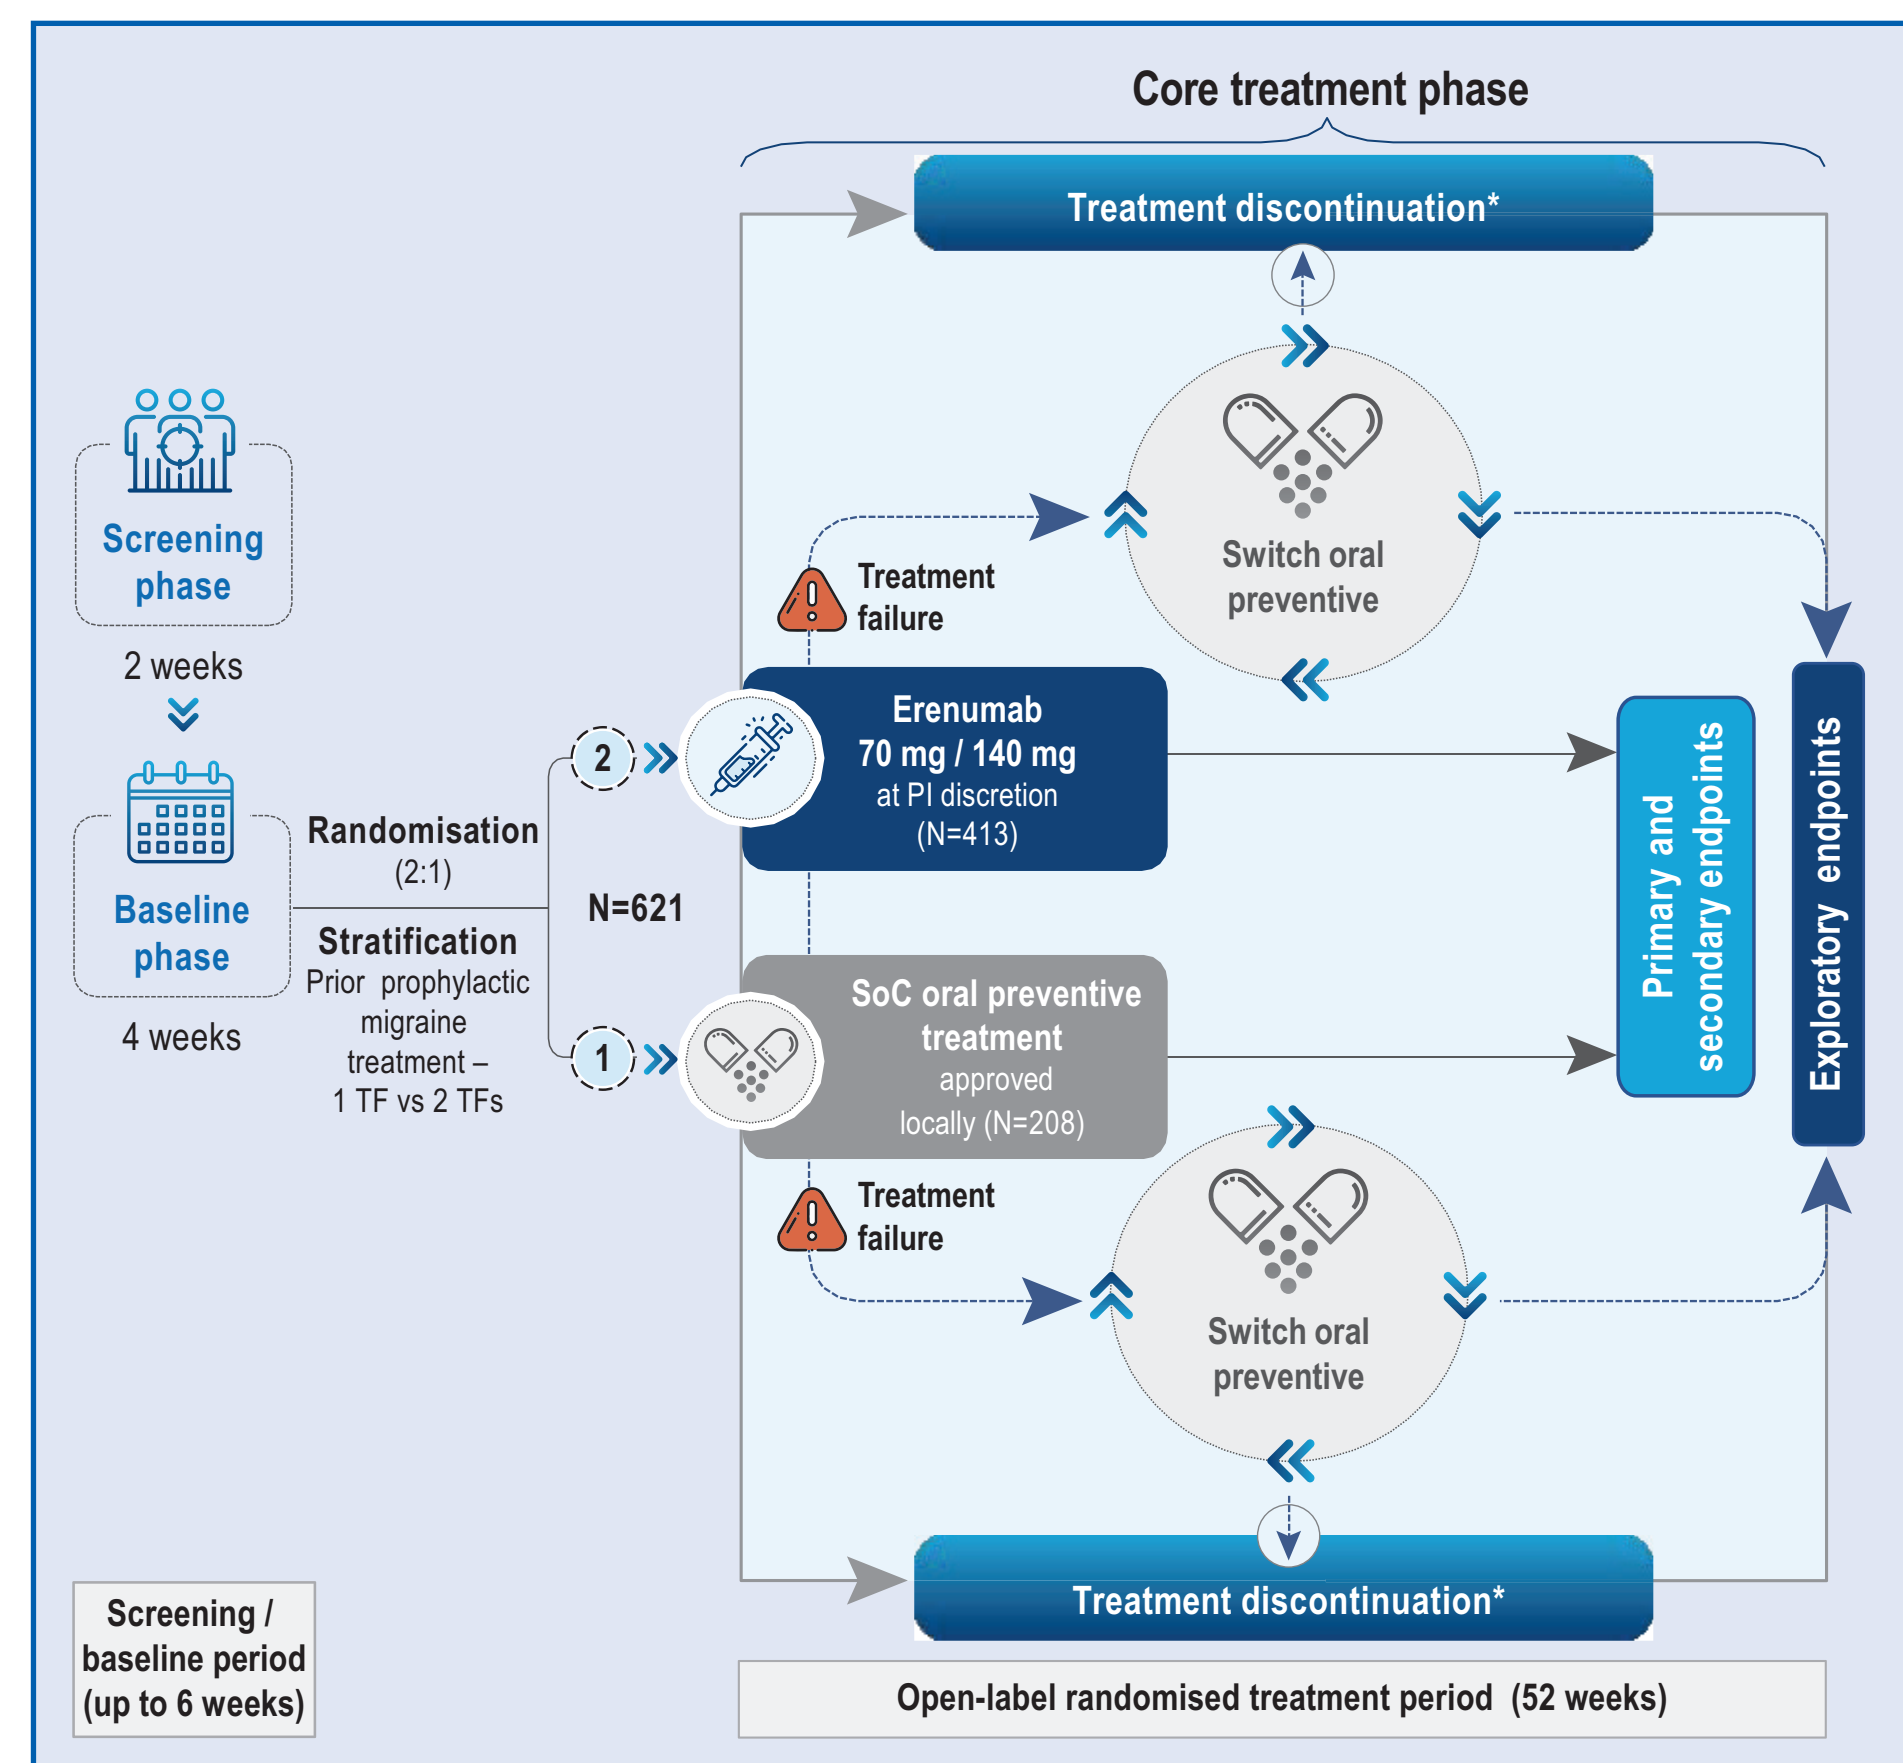 Core treatment phase
Treatment discontinuation*
Screening
phase
2 weeks
Baseline
phase
4 weeks
Randomisation
(2:1)
Stratification
Prior prophylactic
migraine
treatment –
1 TF vs 2 TFs
N=621
2
1
Treatment
failure
Switch oral
preventive
Erenumab
70 mg / 140 mg
at PI discretion
(N=413)
SoC oral preventive
treatment
approved
locally (N=208)
Treatment
failure
Switch oral
preventive
Primary and
secondary endpoints
Exploratory endpoints
Treatment discontinuation*
Screening /
baseline period
(up to 6 weeks)
Open-label randomised treatment period (52 weeks)